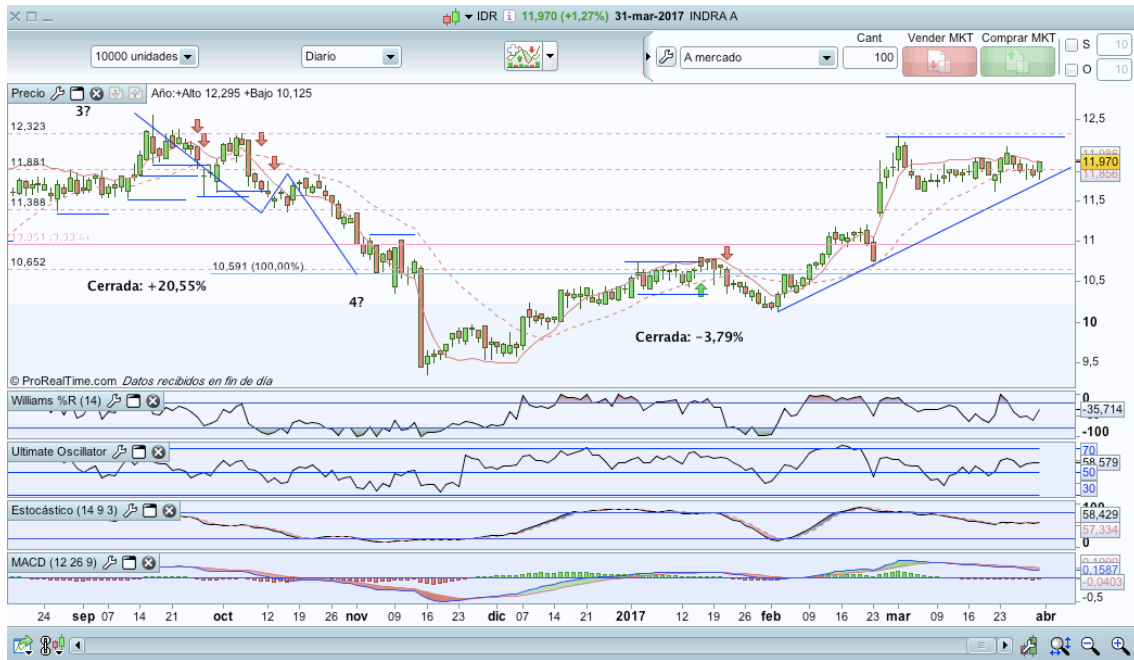 IDR 11,970 (+1,27%) 31-mar-2017 INDRA A
10000 unidades
Diario
A mercado
Cant
100
Vender MKT
Comprar MKT
S 10
O 10
Precio Año:+Alto 12,295 +Bajo 10,125
3?
12,323
11,881
11,388
10,652
10,591 (100,00%)
Cerrada: +20,55%
4?
Cerrada: −3,79%
12,5
11,970
11,856
11,5
11
10,5
10
9,5
© ProRealTime.com Datos recibidos en fin de día
Williams %R (14)
0
-35,714
-100
Ultimate Oscillator
70
58,579
50
30
Estocástico (14 9 3)
100
58,429
57,334
0
MACD (12 26 9)
0,1587
-0,0403
-0,5
24 sep 07 14 21 oct 12 19 26 nov 09 16 23 dic 07 14 21 2017 12 19 26 feb 09 16 23 mar 09 16 23 abr